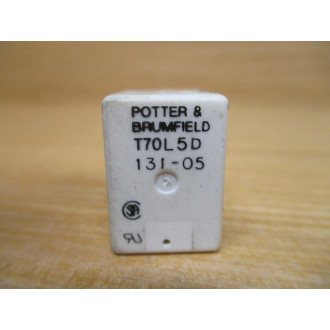 POTTER &
BRUMFIELD
T70L5D
131-05